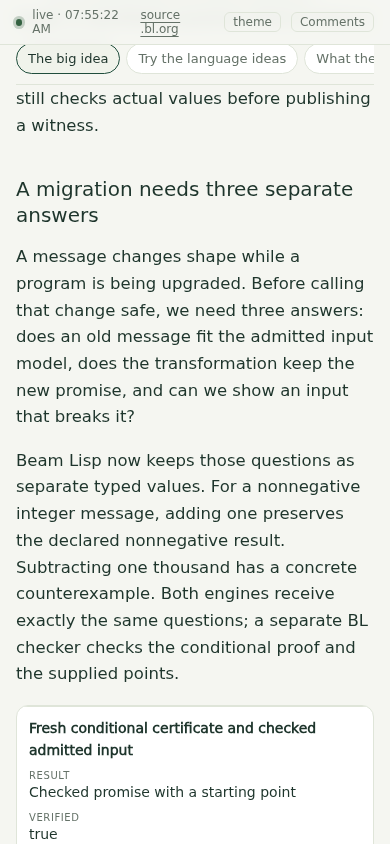 live · 07:55:22 AM
source .bl.org
theme
Comments
The big idea
Try the language ideas
What the
still checks actual values before publishing
a witness.
A migration needs three separate
answers
A message changes shape while a
program is being upgraded. Before calling
that change safe, we need three answers:
does an old message fit the admitted input
model, does the transformation keep the
new promise, and can we show an input
that breaks it?
Beam Lisp now keeps those questions as
separate typed values. For a nonnegative
integer message, adding one preserves
the declared nonnegative result.
Subtracting one thousand has a concrete
counterexample. Both engines receive
exactly the same questions; a separate BL
checker checks the conditional proof and
the supplied points.
Fresh conditional certificate and checked
admitted input
RESULT
Checked promise with a starting point
VERIFIED
true